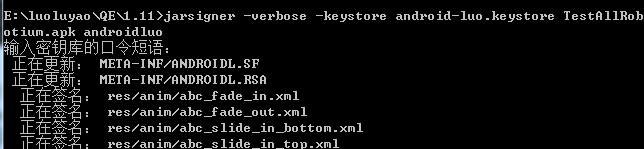 E:\luoluyao\QE\1.11>jarsigner -verbose -keystore android-luo.keystore TestAllRob
otium.apk androidluo
输入密钥库的口令短语:
正在更新： META-INF/ANDROIDL.SF
正在更新： META-INF/ANDROIDL.RSA
正在签名： res/anim/abc_fade_in.xml
正在签名： res/anim/abc_fade_out.xml
正在签名： res/anim/abc_slide_in_bottom.xml
正在签名： res/anim/abc_slide_in_top.xml